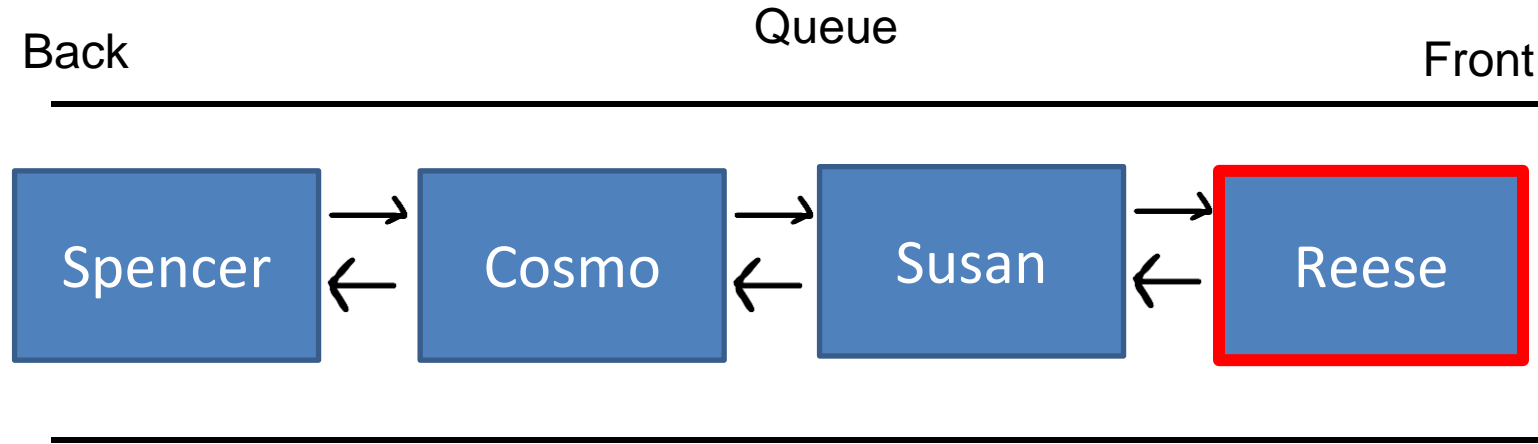 Queue
Back
Front
Spencer
Cosmo
Susan
Reese